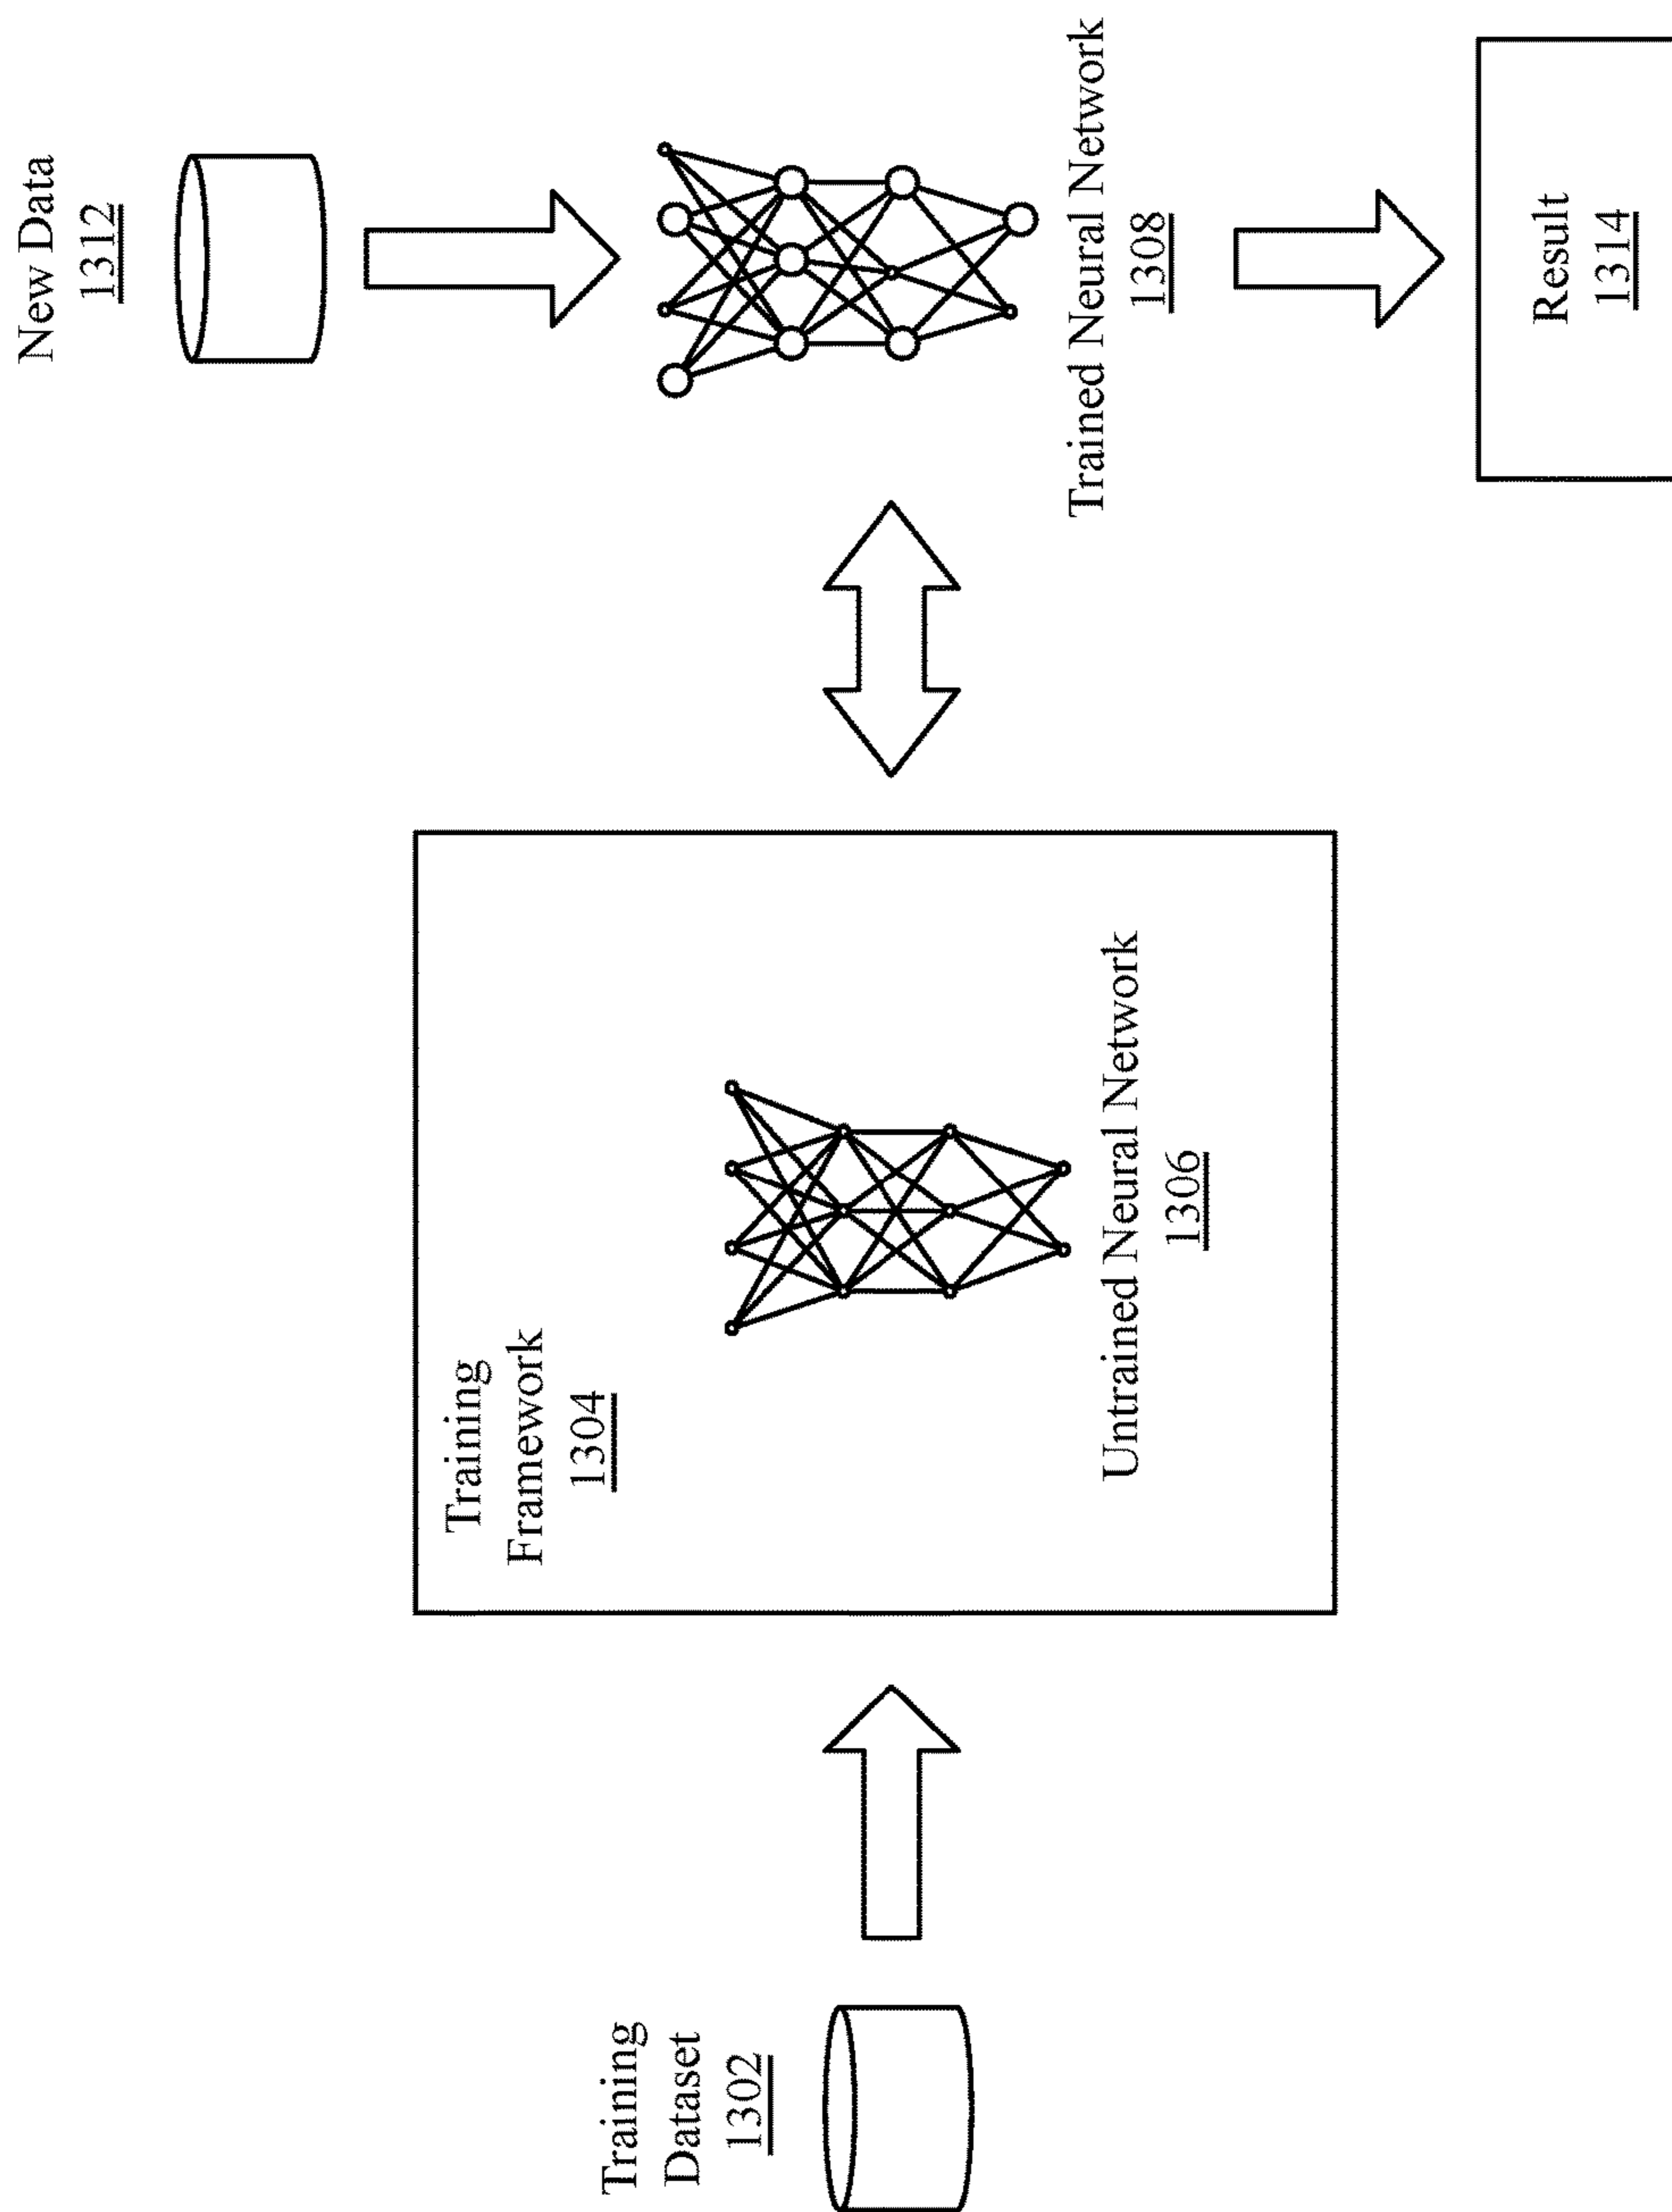 Training
Dataset
1302
Training
Framework
1304
Untrained Neural Network
1306
New Data
1312
Trained Neural Network
1308
Result
1314